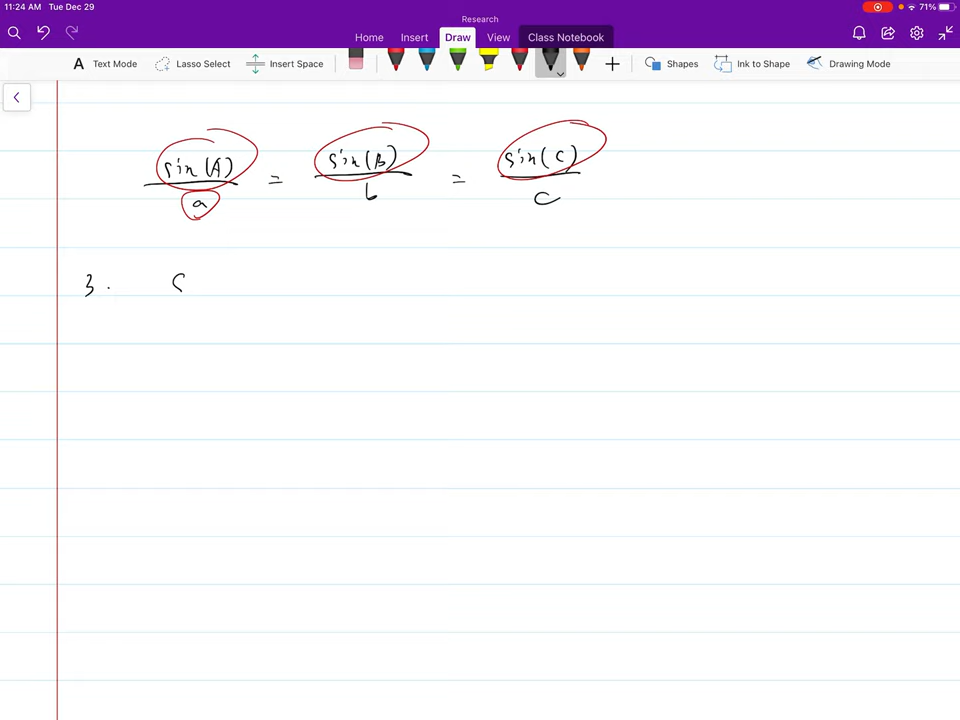 11:24 AM Tue Dec 29 71%
Research
Home Insert Draw View Class Notebook
A Text Mode Lasso Select Insert Space Shapes Ink to Shape Drawing Mode
sin(A)/a = sin(B)/b = sin(C)/c
3. S